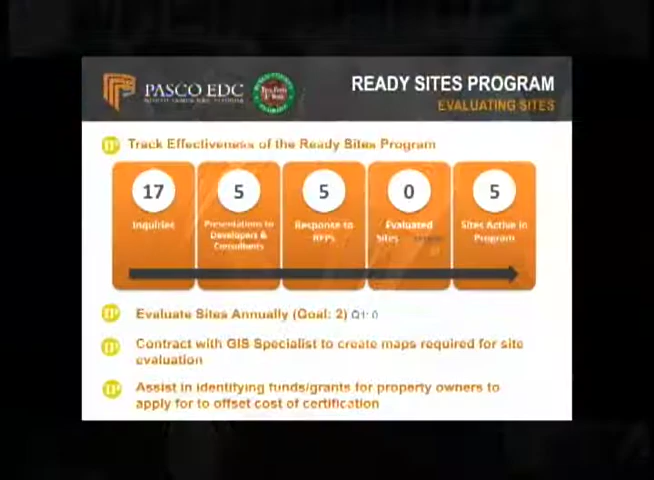 PASCO EDC
READY SITES PROGRAM
EVALUATING SITES
Track Effectiveness of the Ready Sites Program
17
Inquiries
5
Presentations to
Developers &
Consultants
5
Response to
RFPs
0
Evaluated
Sites
5
Sites Active in
Program
Evaluate Sites Annually (Goal: 2) Q1: 0
Contract with GIS Specialist to create maps required for site
evaluation
Assist in identifying funds/grants for property owners to
apply for to offset cost of certification